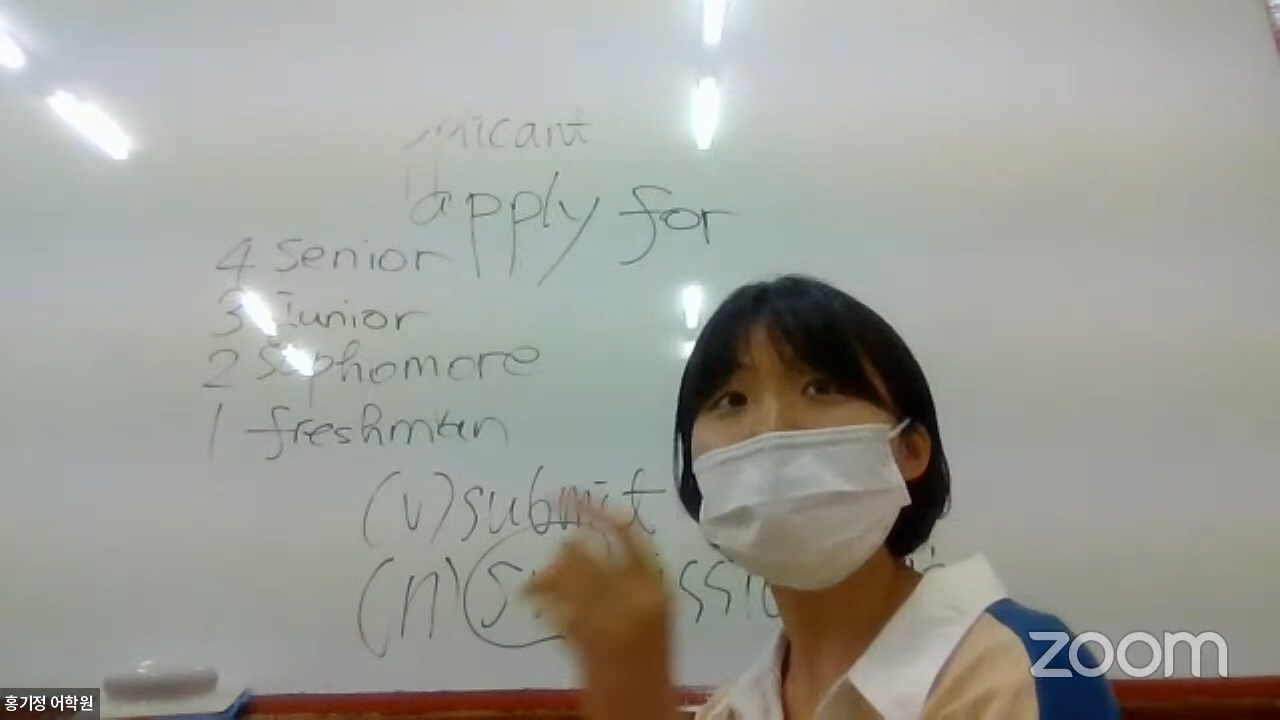 apply for
4 senior
3 Junior
2 Sophomore
1 freshman
(v) submit
(n)
zoom
홍기정 어학원